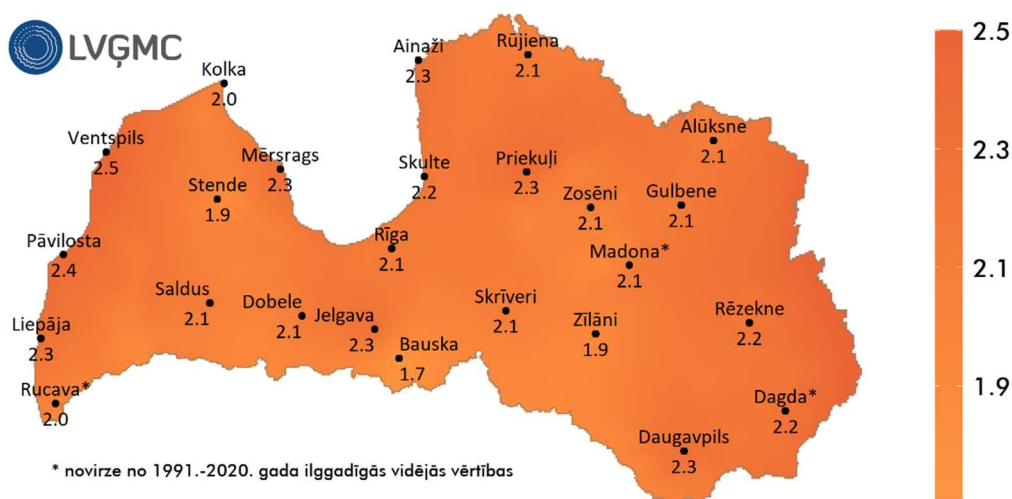 LVĢMC
Kolka
2.0
Ainaži
2.3
Rūjiena
2.1
2.5
Ventspils
2.5
Mērsrags
2.3
Stende
1.9
Skulte
2.2
Priekuļi
2.3
Alūksne
2.1
2.3
Zosēni
2.1
Gulbene
2.1
Pāvilosta
2.4
Rīga
2.1
Madona*
2.1
2.1
Saldus
2.1
Dobele
2.1
Jelgava
2.3
Skrīveri
2.1
Zīlāni
1.9
Rēzekne
2.2
Liepāja
2.3
Bauska
1.7
1.9
Rucava*
2.0
Dagda*
2.2
Daugavpils
2.3
* novirze no 1991.-2020. gada ilggadīgās vidējās vērtības